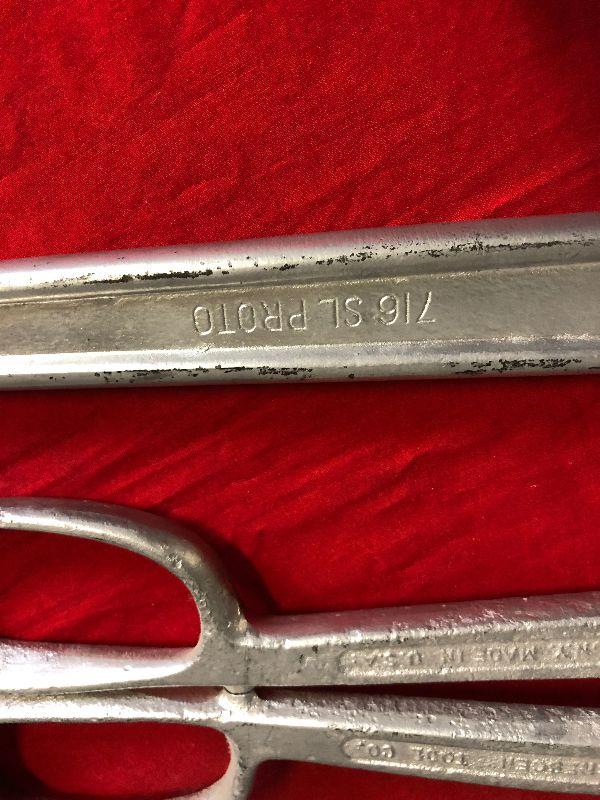 716 SL PROTO
N.Y. MADE IN U.S.A.
TOOL
CO.